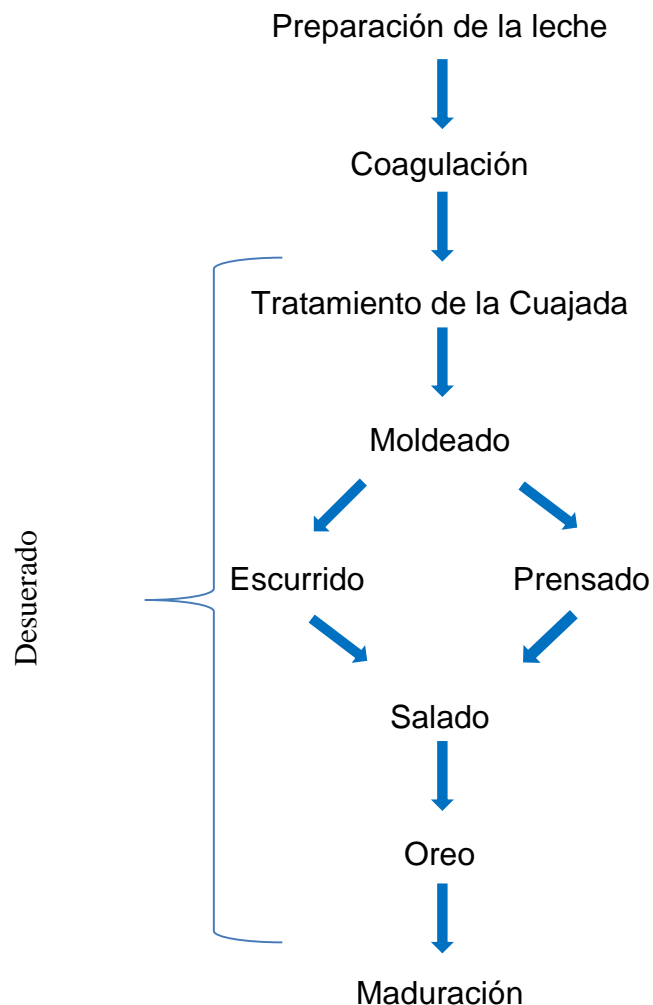 Preparación de la leche
Coagulación
Tratamiento de la Cuajada
Moldeado
Desuerado
Escurrido
Prensado
Salado
Oreo
Maduración